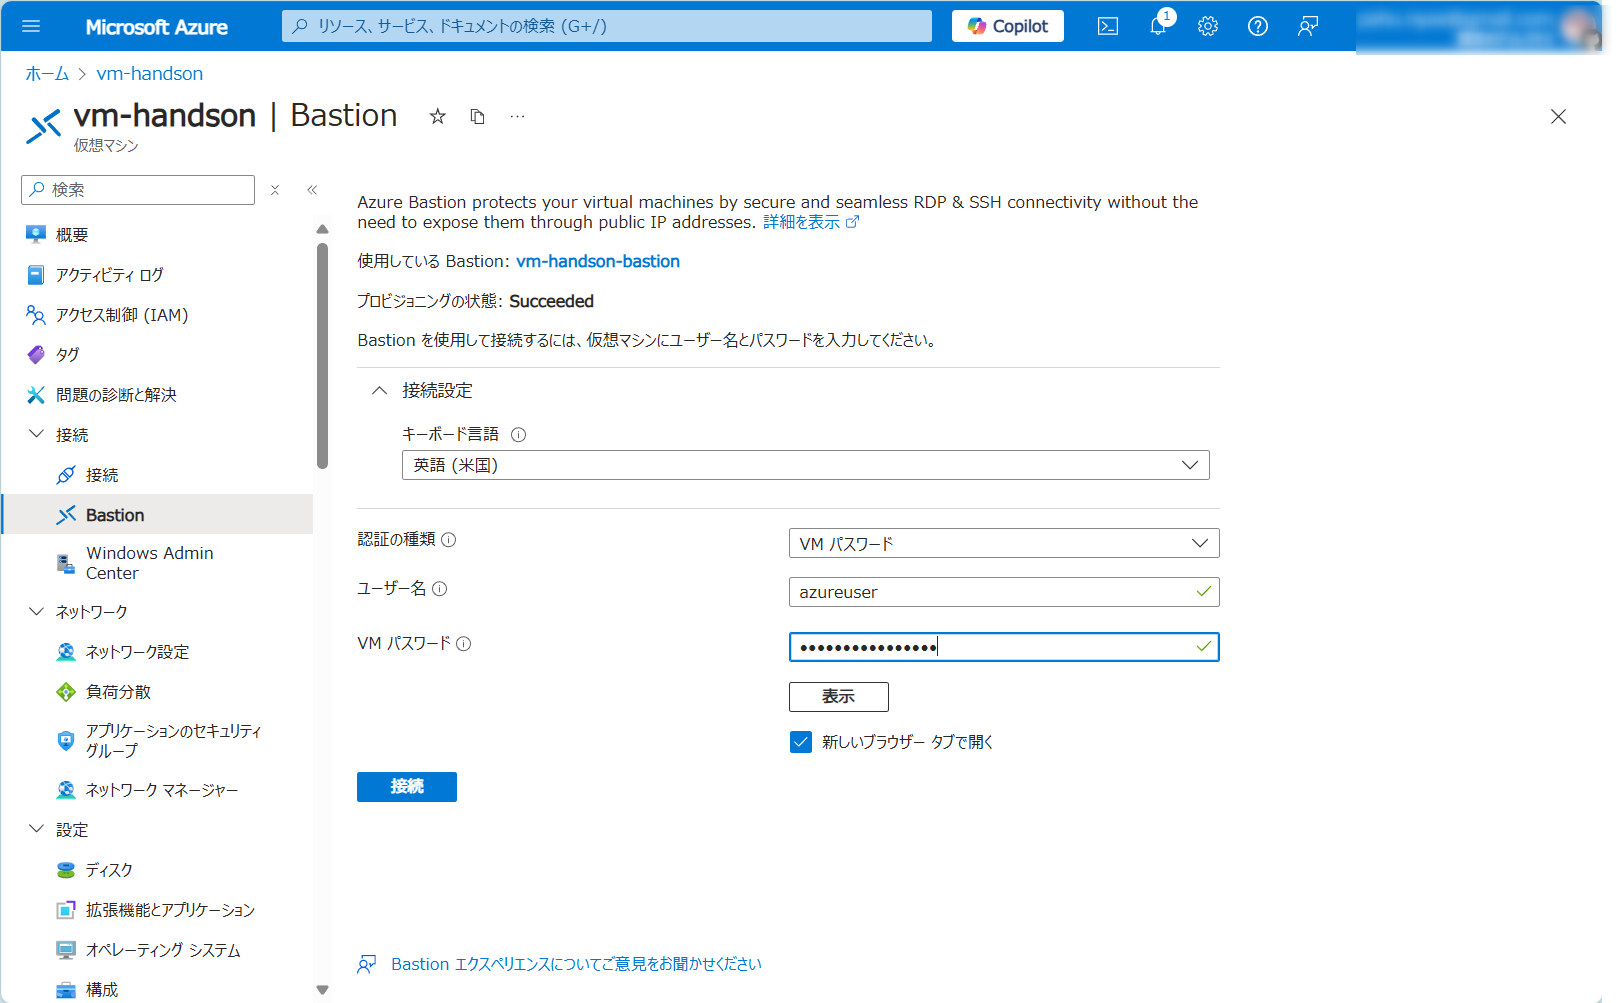 Microsoft Azure
リソース、サービス、ドキュメントの検索 (G+/)
Copilot
1
ホーム > vm-handson
vm-handson | Bastion
仮想マシン
検索
概要
アクティビティ ログ
アクセス制御 (IAM)
タグ
問題の診断と解決
接続
接続
Bastion
Windows Admin
Center
ネットワーク
ネットワーク設定
負荷分散
アプリケーションのセキュリティ
グループ
ネットワーク マネージャー
設定
ディスク
拡張機能とアプリケーション
オペレーティング システム
構成
Azure Bastion protects your virtual machines by secure and seamless RDP & SSH connectivity without the
need to expose them through public IP addresses. 詳細を表示
使用している Bastion: vm-handson-bastion
プロビジョニングの状態: Succeeded
Bastion を使用して接続するには、仮想マシンにユーザー名とパスワードを入力してください。
接続設定
キーボード言語
英語 (米国)
認証の種類
VM パスワード
ユーザー名
azureuser
VM パスワード
••••••••••••••••
表示
新しいブラウザー タブで開く
接続
Bastion エクスペリエンスについてご意見をお聞かせください